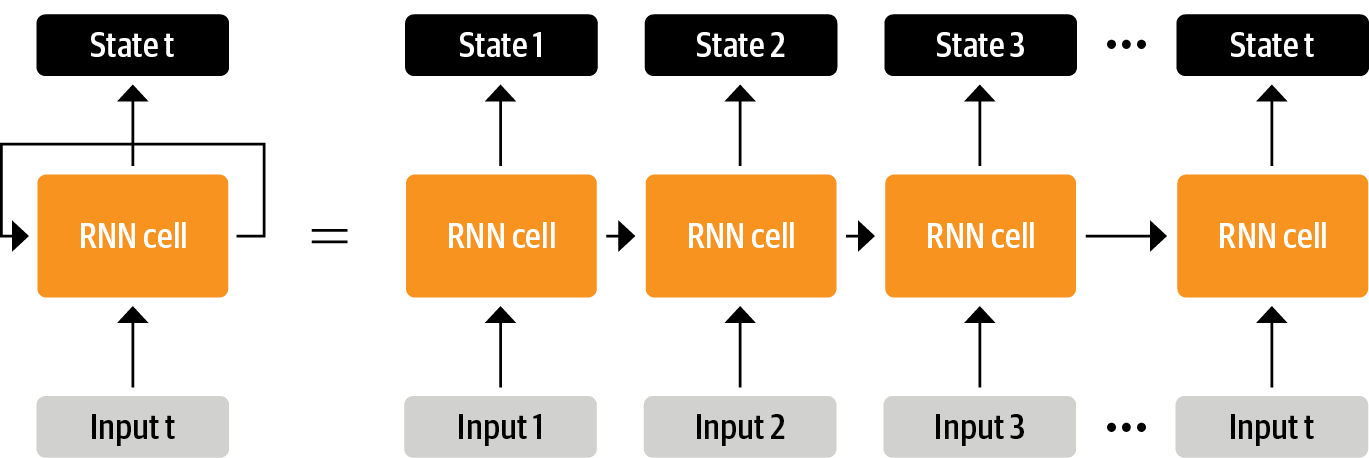 State t
State 1
State 2
State 3
...
State t
RNN cell
=
RNN cell
RNN cell
RNN cell
RNN cell
Input t
Input 1
Input 2
Input 3
...
Input t